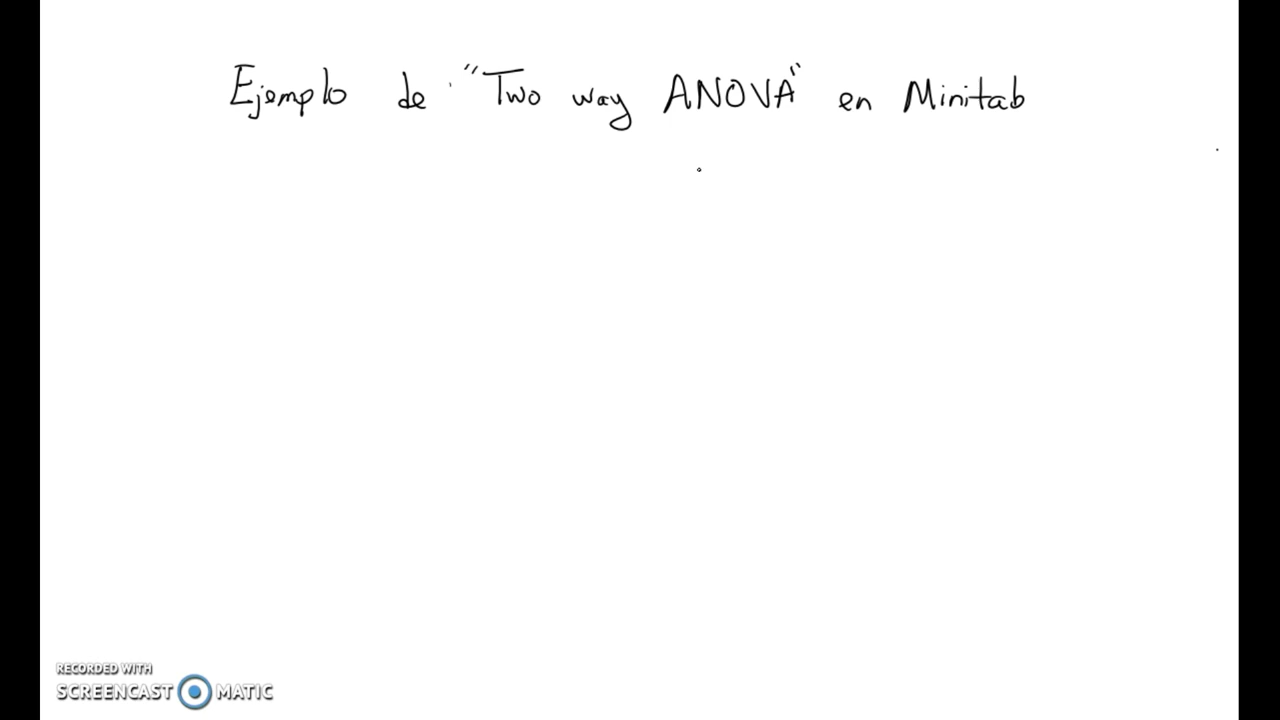 Ejemplo de "Two way ANOVA" en Minitab
RECORDED WITH
SCREENCAST MATIC